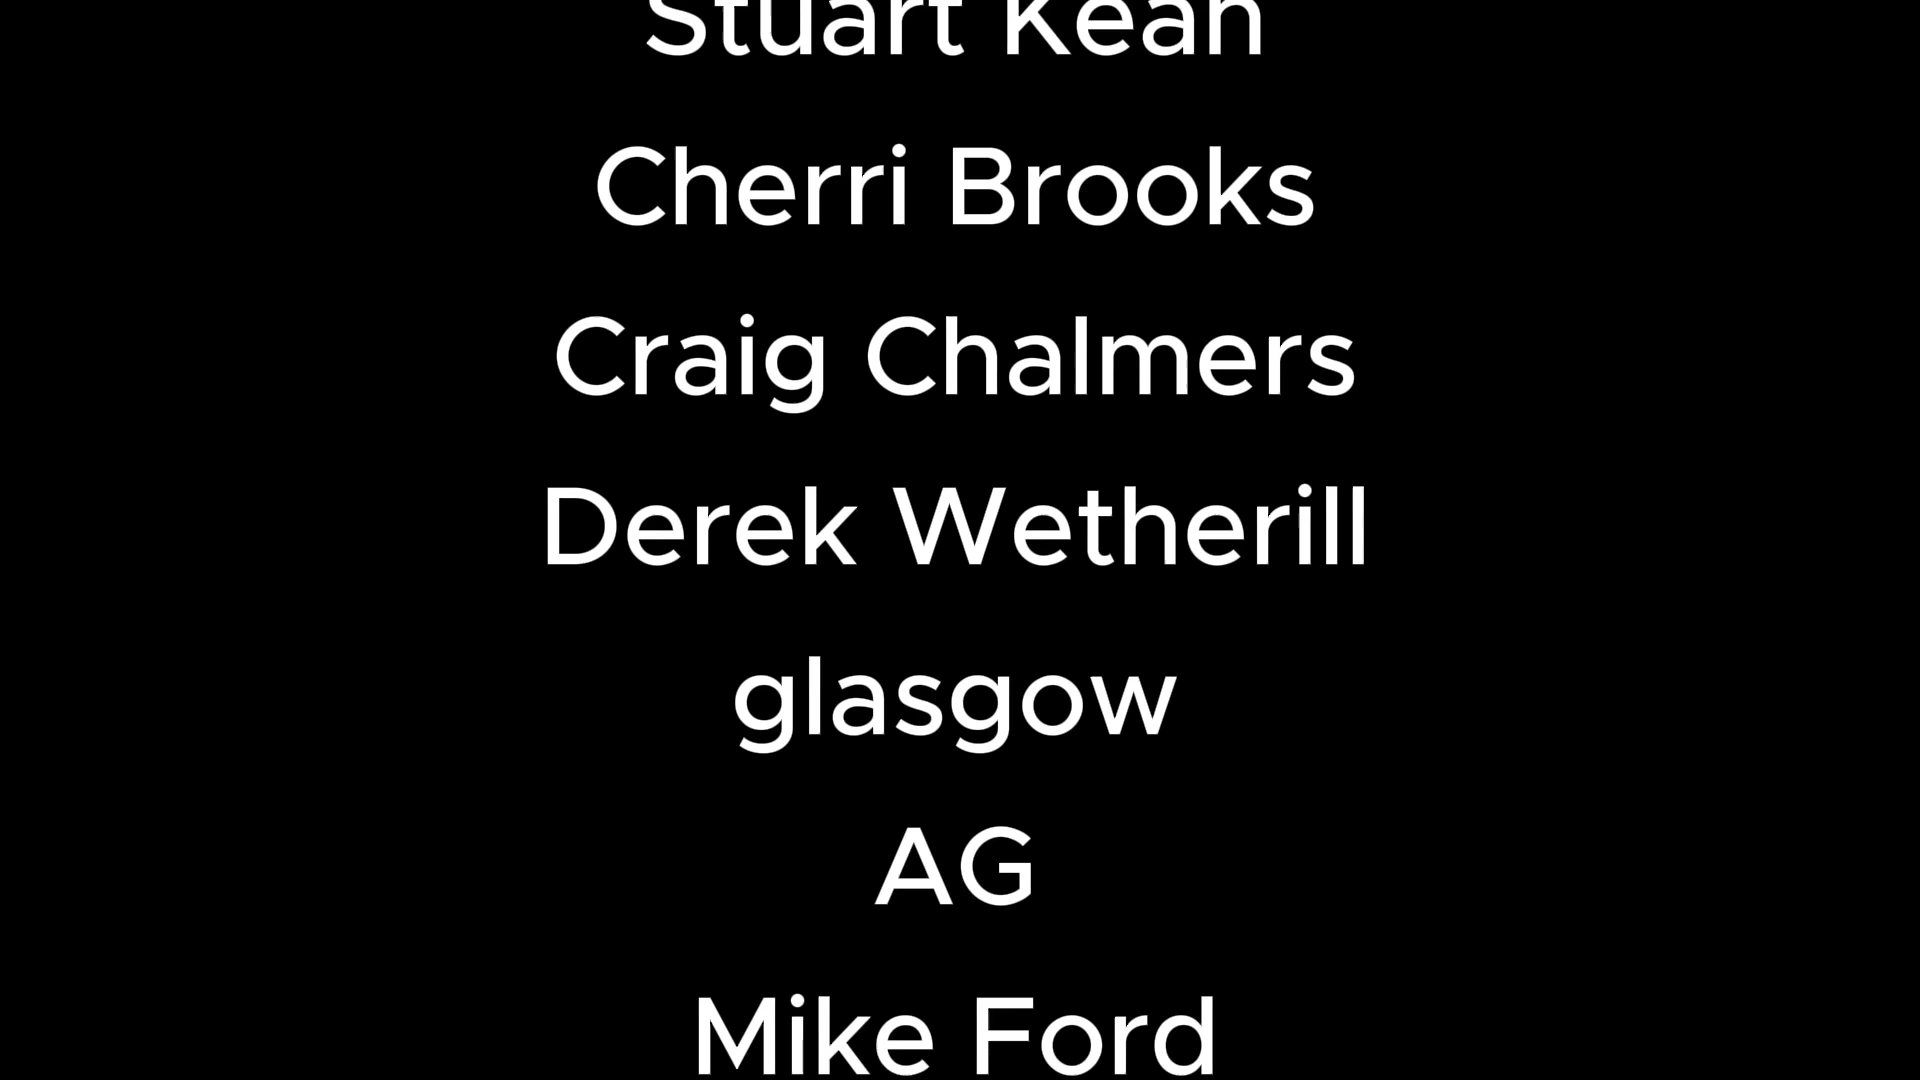 Stuart Kean
Cherri Brooks
Craig Chalmers
Derek Wetherill
glasgow
AG
Mike Ford